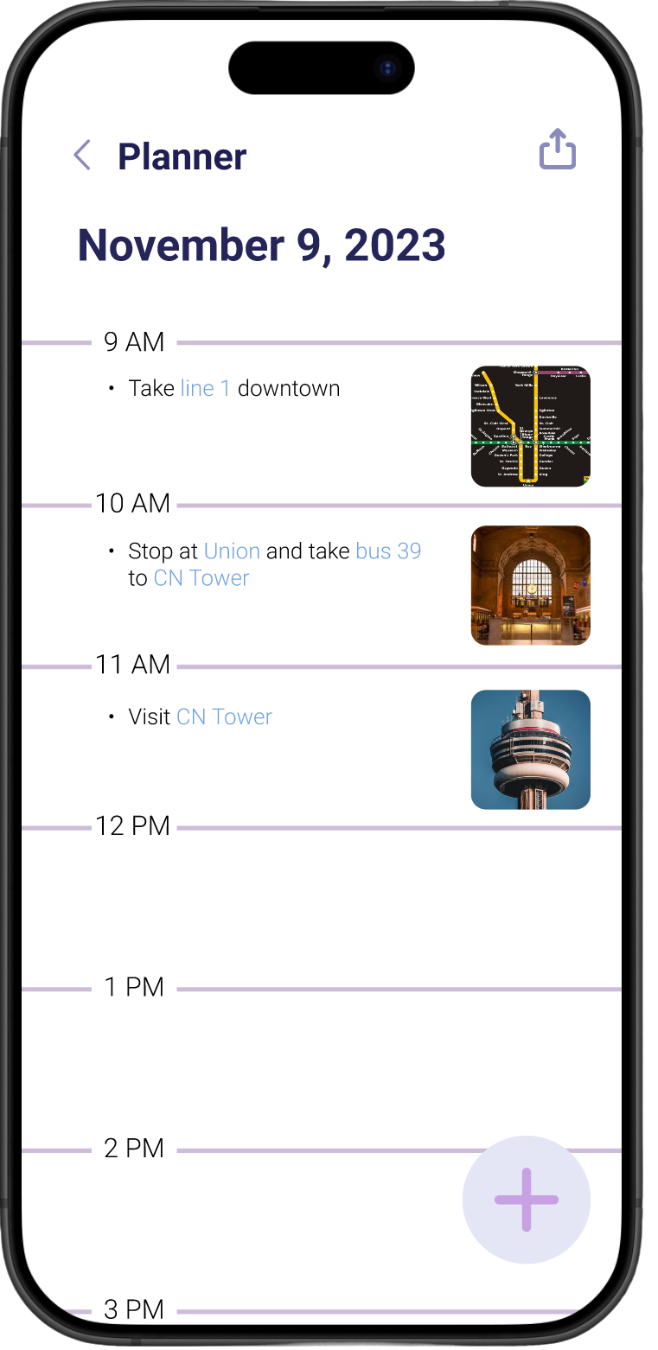 Planner
November 9, 2023
9 AM
• Take line 1 downtown
10 AM
• Stop at Union and take bus 39
to CN Tower
11 AM
• Visit CN Tower
12 PM
1 PM
2 PM
3 PM